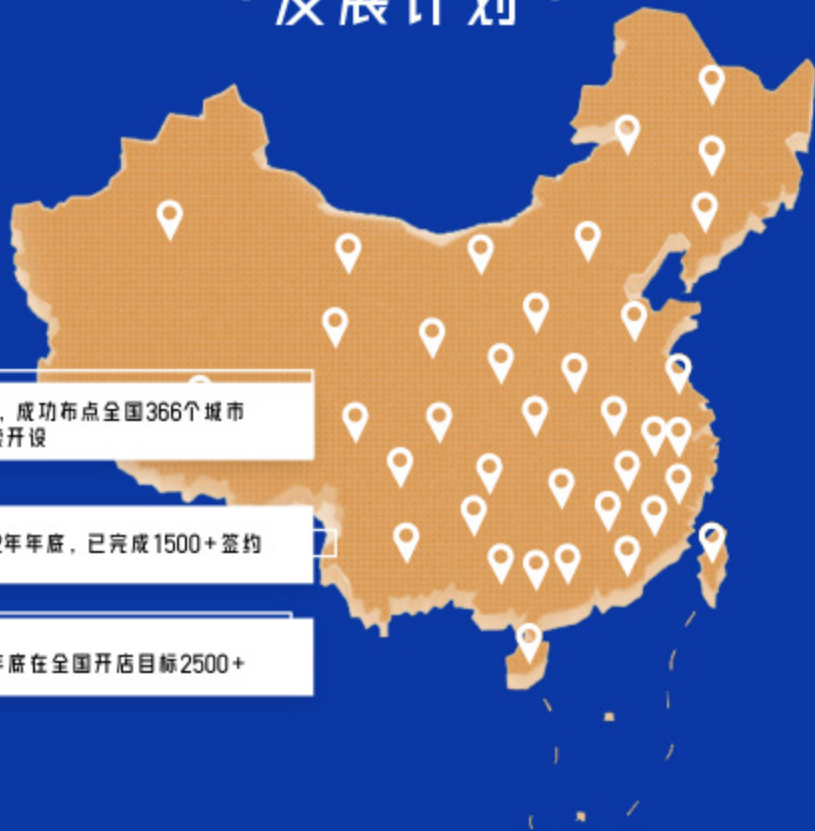 发展计划
，成功布点全国366个城市
开设
年年底，已完成1500+签约
底在全国开店目标2500+